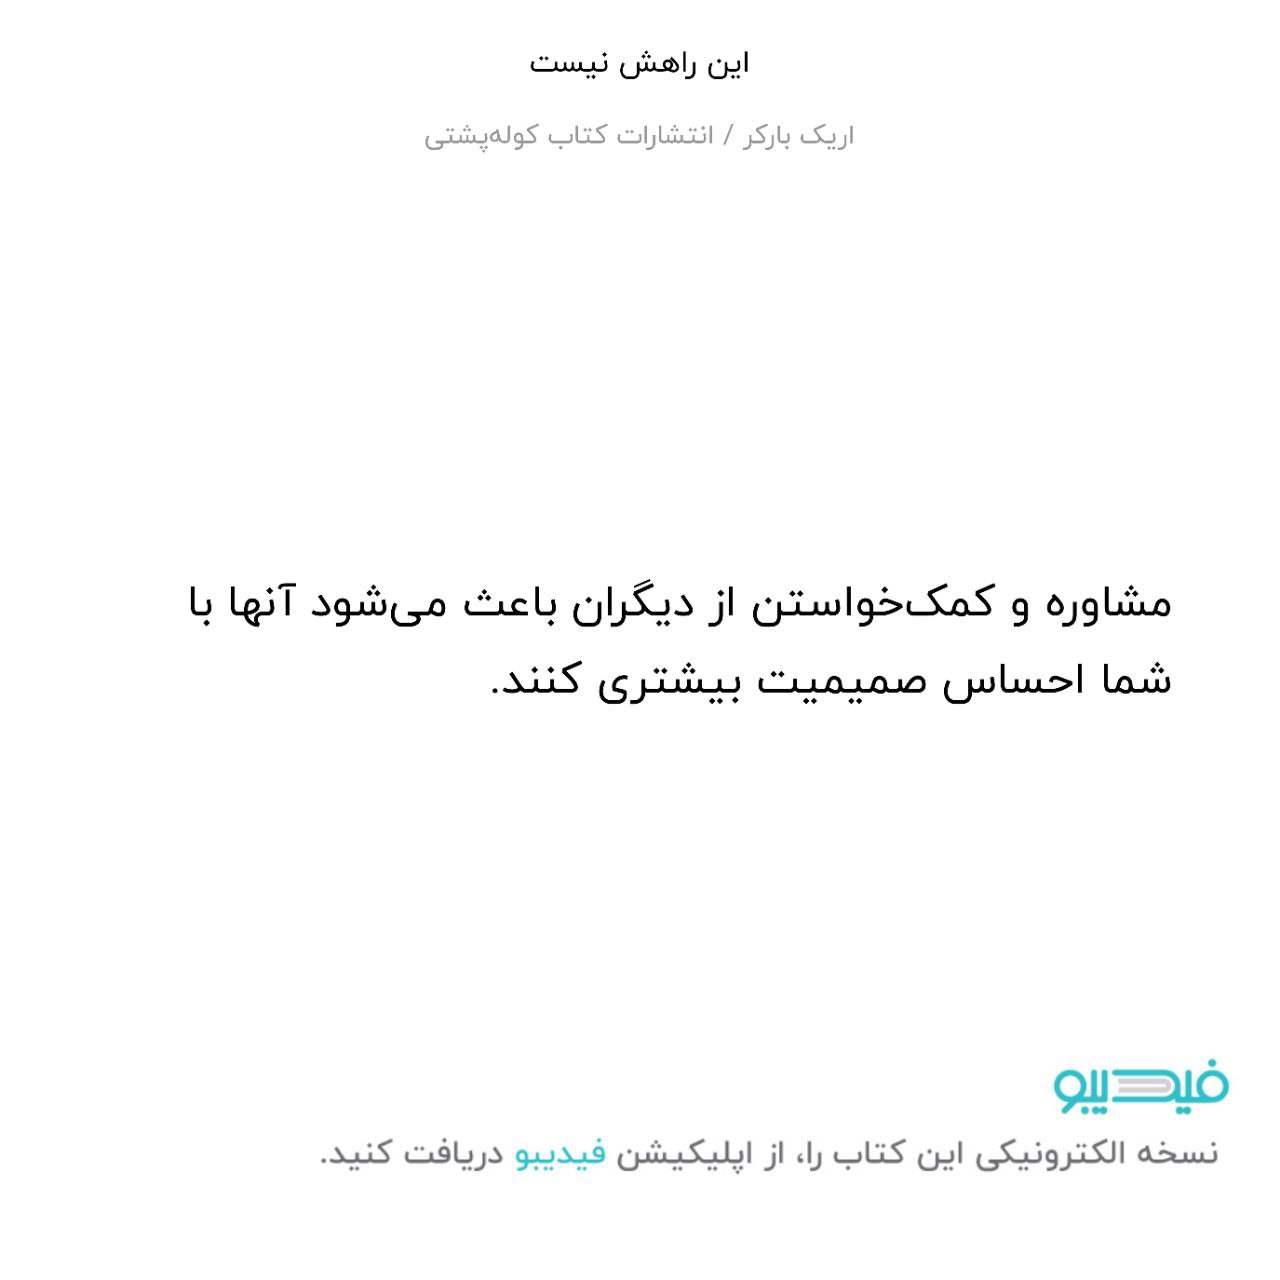 این راهش نیست
اریک بارکر / انتشارات کتاب کوله‌پشتی
مشاوره و کمک‌خواستن از دیگران باعث می‌شود آنها با
شما احساس صمیمیت بیشتری کنند.
فیدیبو
نسخه الکترونیکی این کتاب را، از اپلیکیشن فیدیبو دریافت کنید.